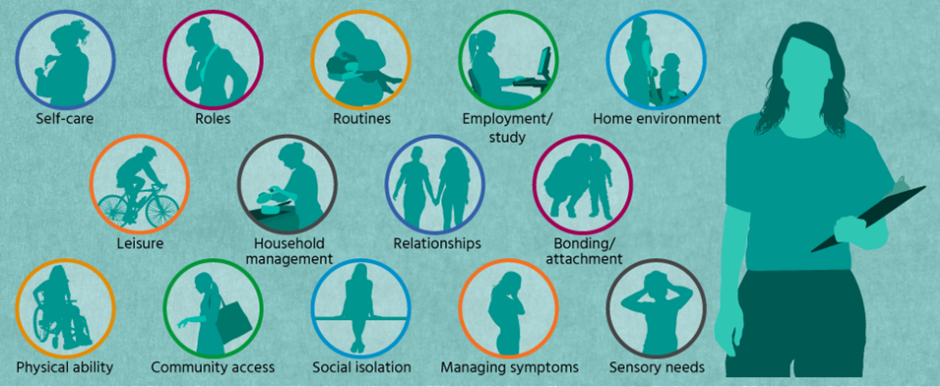 Self-care
Roles
Routines
Employment/
study
Home environment
Leisure
Household
management
Relationships
Bonding/
attachment
Physical ability
Community access
Social isolation
Managing symptoms
Sensory needs